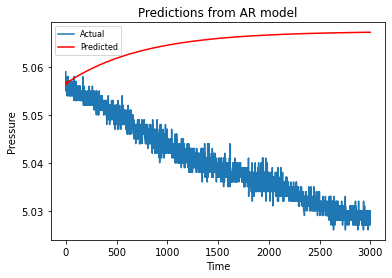 Predictions from AR model
Actual
Predicted
Pressure
5.06
5.05
5.04
5.03
0 500 1000 1500 2000 2500 3000
Time